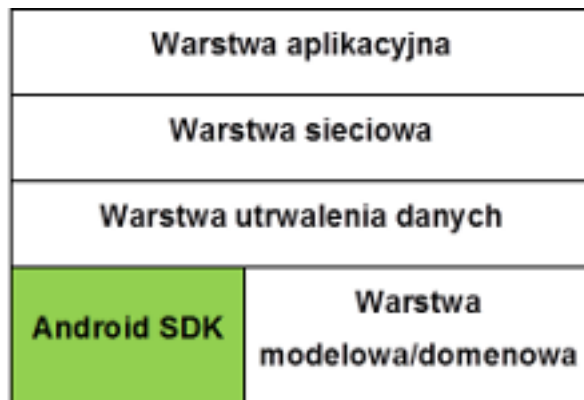 Warstwa aplikacyjna
Warstwa sieciowa
Warstwa utrwalenia danych
Android SDK
Warstwa
modelowa/domenowa